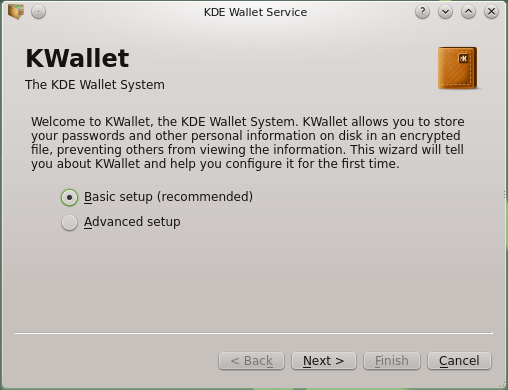 KDE Wallet Service
KWallet
The KDE Wallet System
Welcome to KWallet, the KDE Wallet System. KWallet allows you to store
your passwords and other personal information on disk in an encrypted
file, preventing others from viewing the information. This wizard will tell
you about KWallet and help you configure it for the first time.
Basic setup (recommended)
Advanced setup
< Back Next > Finish Cancel